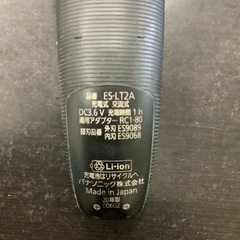 品番 ES-LT2A
充電式 交流式
DC3.6V 充電時間1h
適用アダプター RC1-80
替刃品番 外刃 ES9089
内刃 ES9068
Li-ion
充電池はリサイクルへ
パナソニック株式会社
Made in Japan
20年製
00602